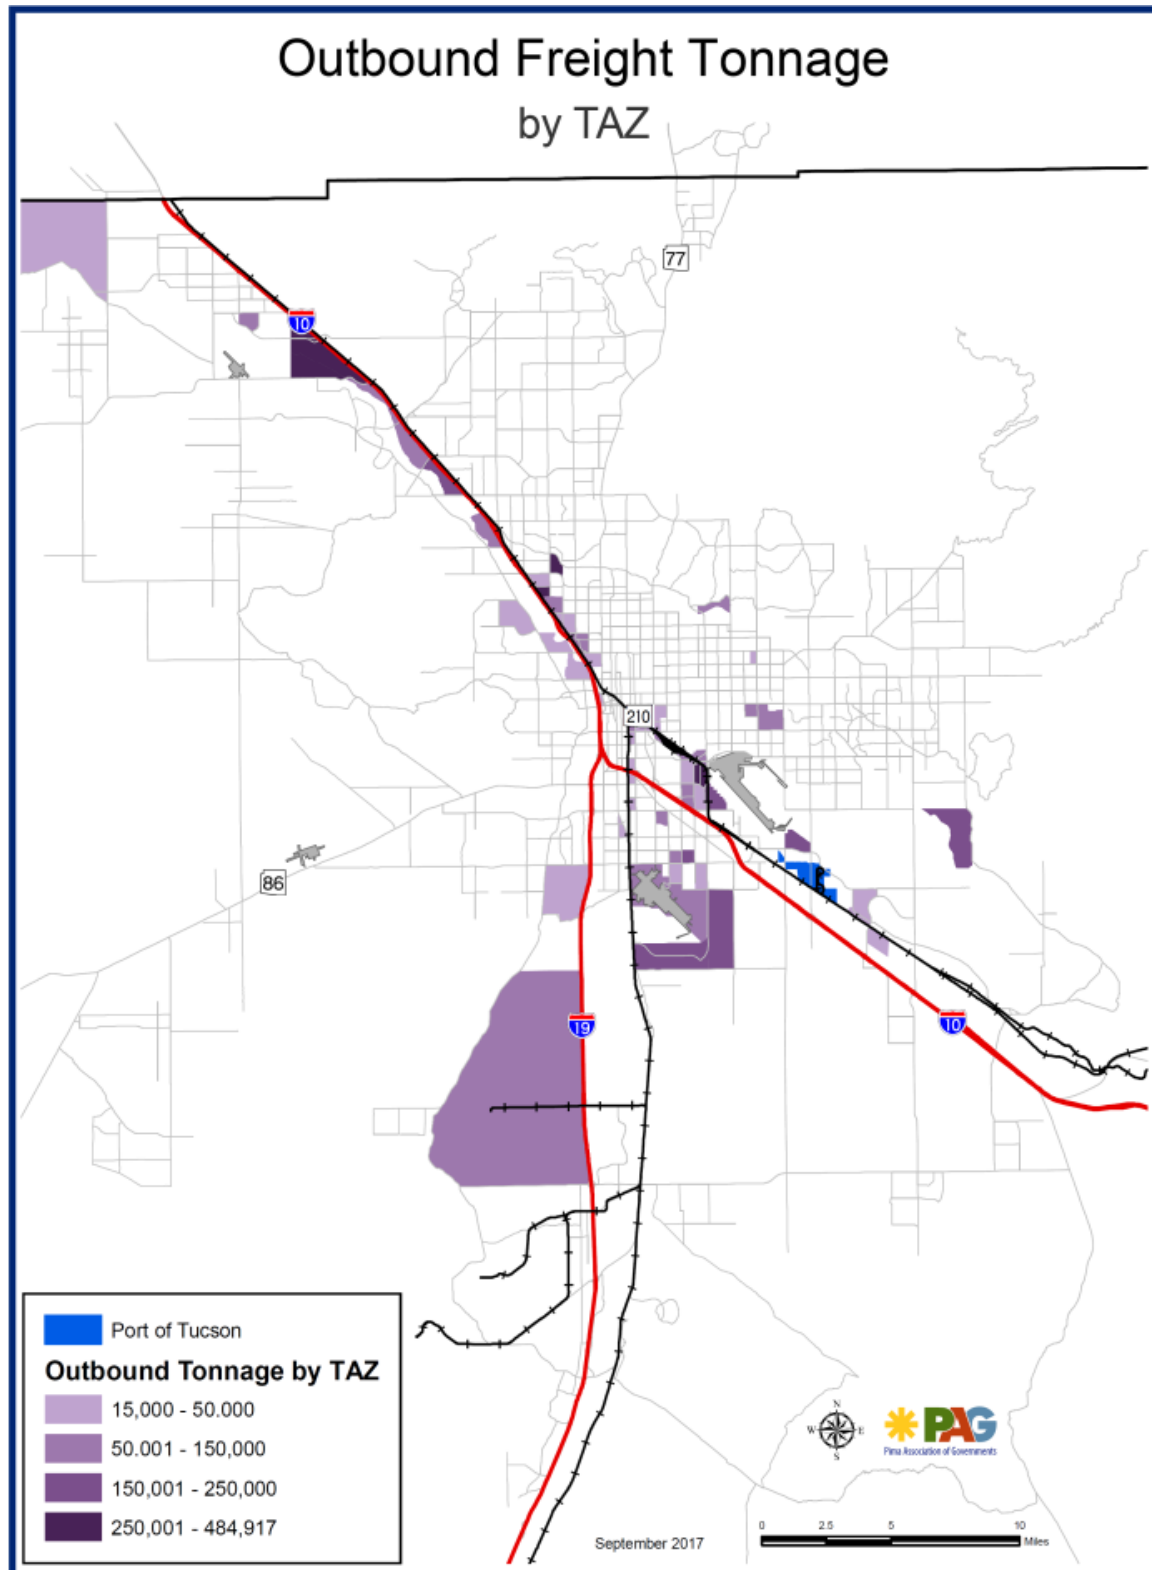 Outbound Freight Tonnage
by TAZ
77
10
210
86
19
10
Port of Tucson
Outbound Tonnage by TAZ
15,000 - 50.000
50.001 - 150,000
150,001 - 250,000
250,001 - 484,917
N
W E
S
PAG
Pima Association of Governments
September 2017
0 2.5 5 10
Miles